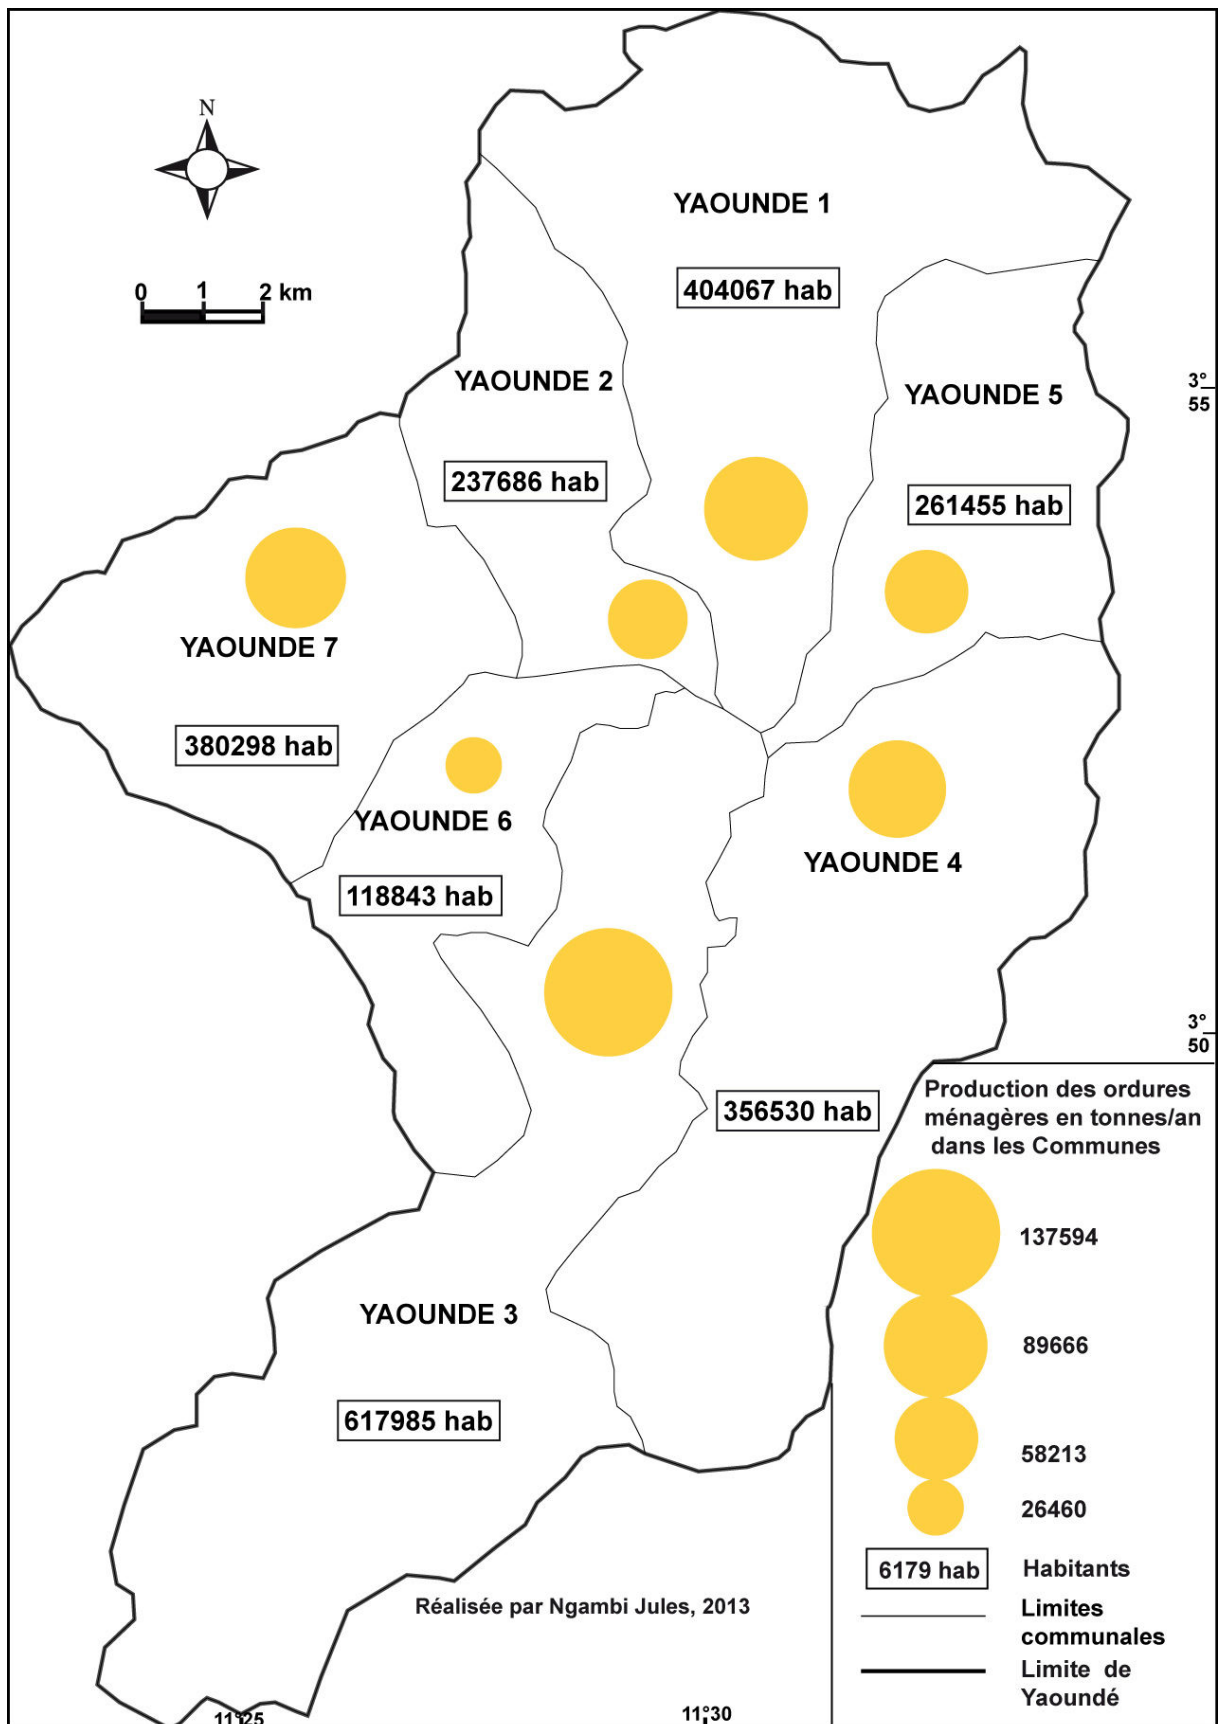 N
0 1 2 km
YAOUNDE 1
404067 hab
YAOUNDE 2
237686 hab
YAOUNDE 5
261455 hab
3°
55
YAOUNDE 7
380298 hab
YAOUNDE 6
118843 hab
YAOUNDE 4
356530 hab
3°
50
YAOUNDE 3
617985 hab
Production des ordures
ménagères en tonnes/an
dans les Communes
137594
89666
58213
26460
6179 hab Habitants
Limites
communales
Limite de
Yaoundé
Réalisée par Ngambi Jules, 2013
11°25
11°30